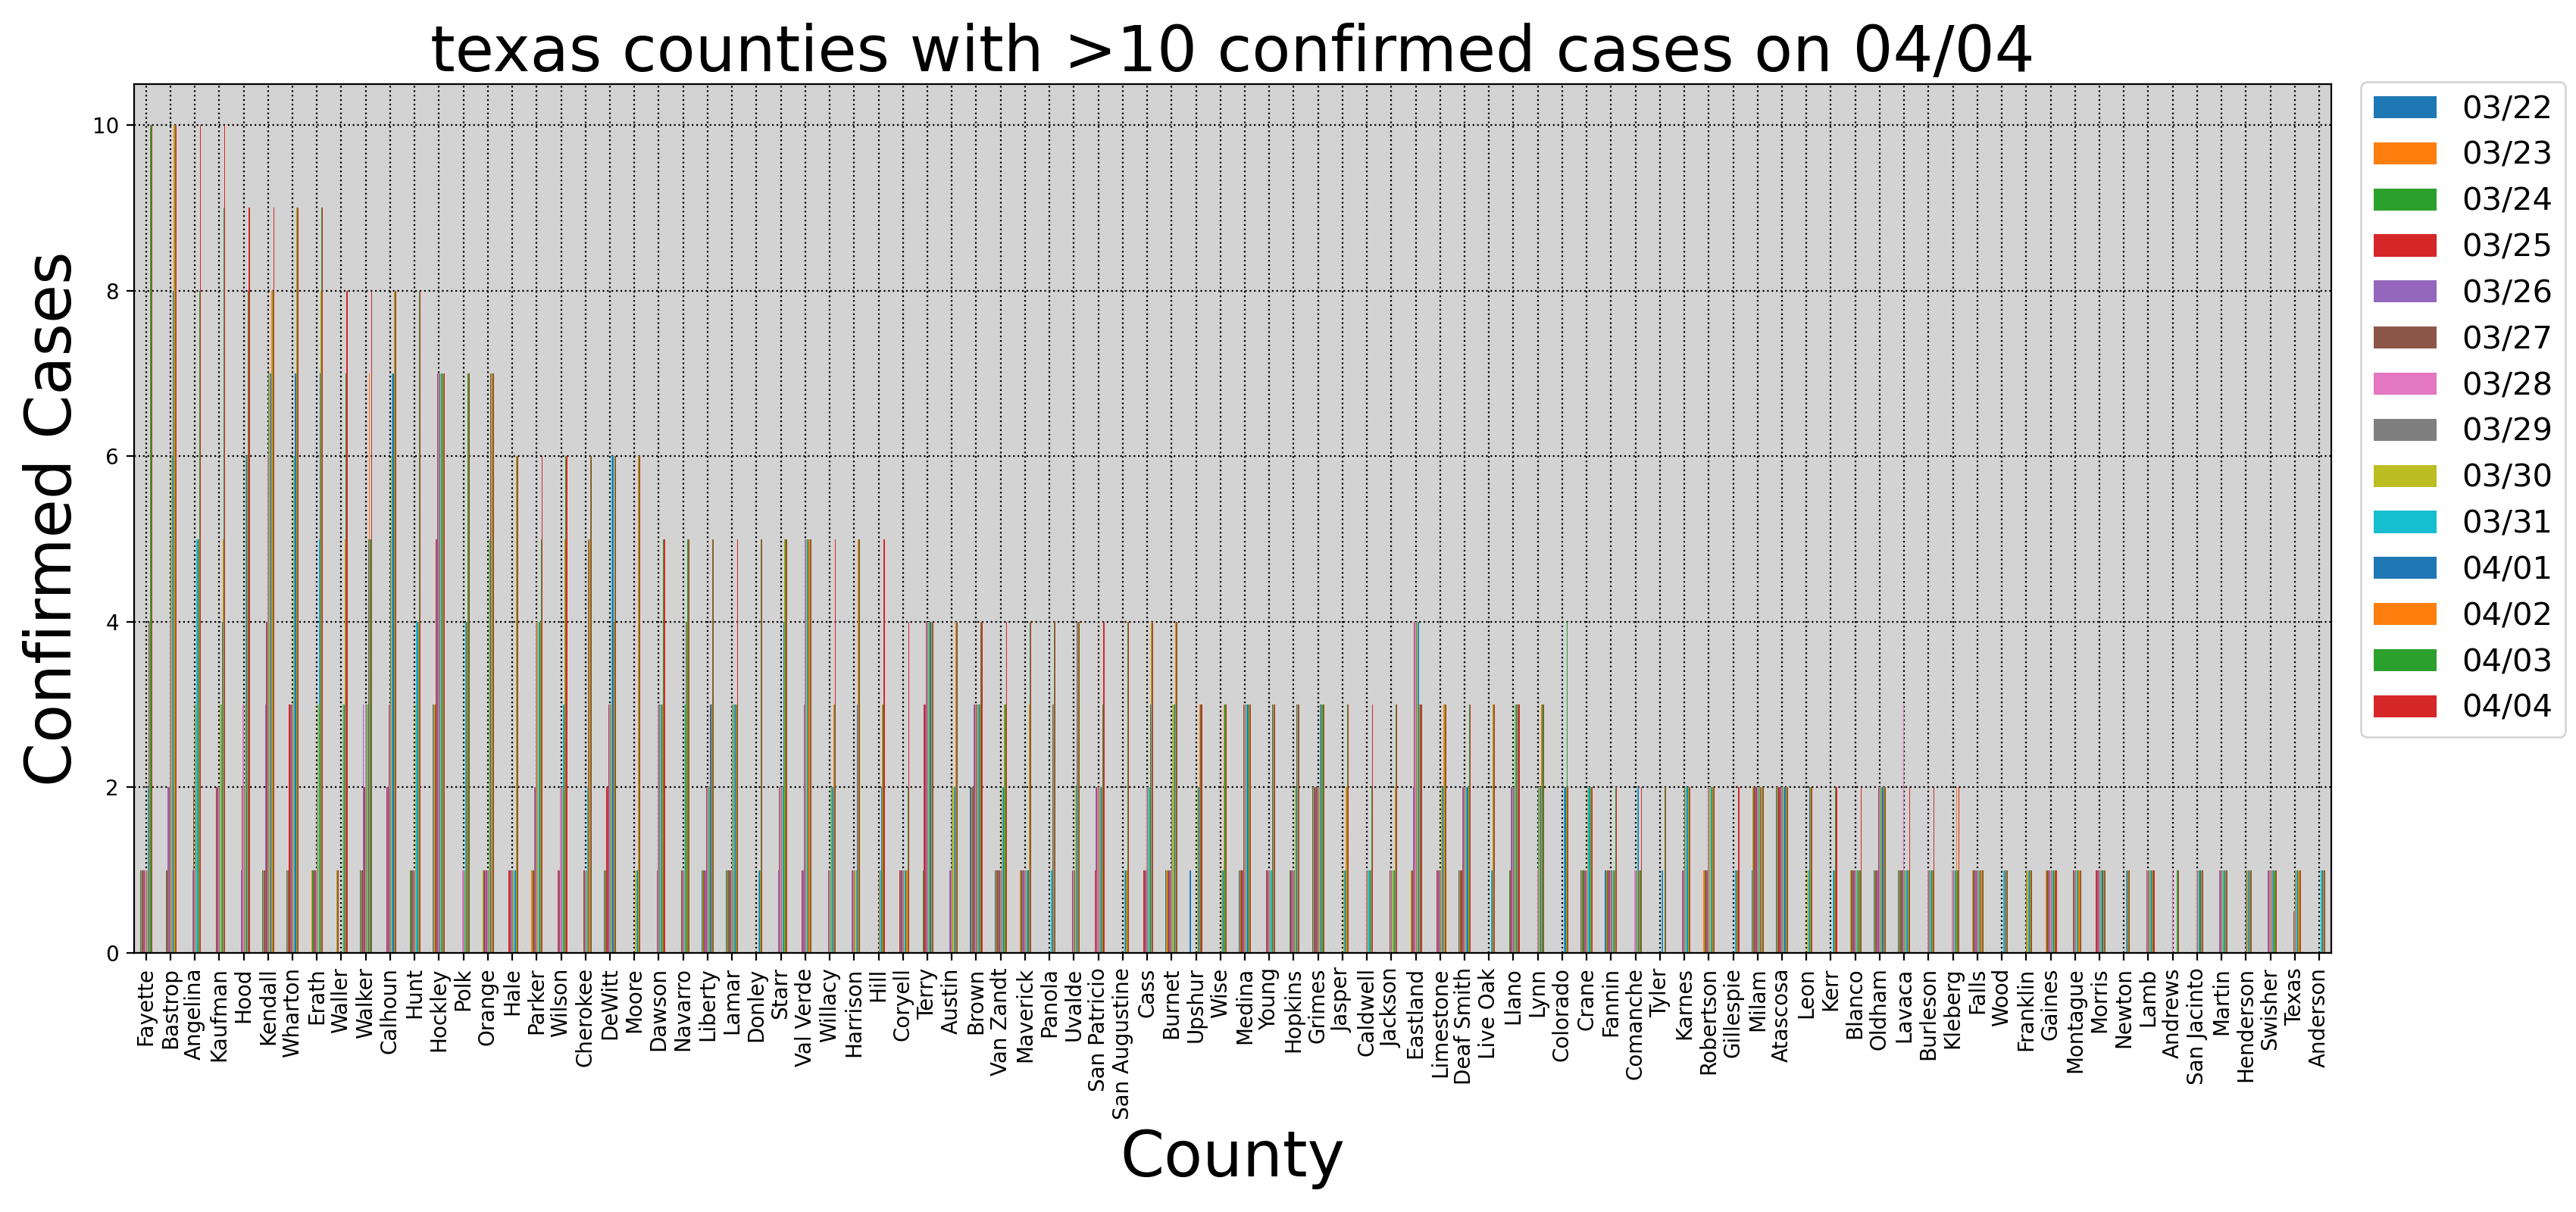 texas counties with >10 confirmed cases on 04/04
Confirmed Cases
10
8
6
4
2
0
03/22
03/23
03/24
03/25
03/26
03/27
03/28
03/29
03/30
03/31
04/01
04/02
04/03
04/04
Fayette
Bastrop
Angelina
Kaufman
Hood
Kendall
Wharton
Erath
Waller
Walker
Calhoun
Hunt
Hockley
Polk
Orange
Hale
Parker
Wilson
Cherokee
DeWitt
Moore
Dawson
Navarro
Liberty
Lamar
Donley
Starr
Val Verde
Willacy
Harrison
Hill
Coryell
Terry
Austin
Brown
Van Zandt
Maverick
Panola
Uvalde
San Patricio
San Augustine
Cass
Burnet
Upshur
Wise
Medina
Young
Hopkins
Grimes
Jasper
Caldwell
Jackson
Eastland
Limestone
Deaf Smith
Live Oak
Llano
Lynn
Colorado
Crane
Fannin
Comanche
Tyler
Karnes
Robertson
Gillespie
Milam
Atascosa
Leon
Kerr
Blanco
Oldham
Lavaca
Burleson
Kleberg
Falls
Wood
Franklin
Gaines
Montague
Morris
Newton
Lamb
Andrews
San Jacinto
Martin
Henderson
Swisher
Texas
Anderson
County